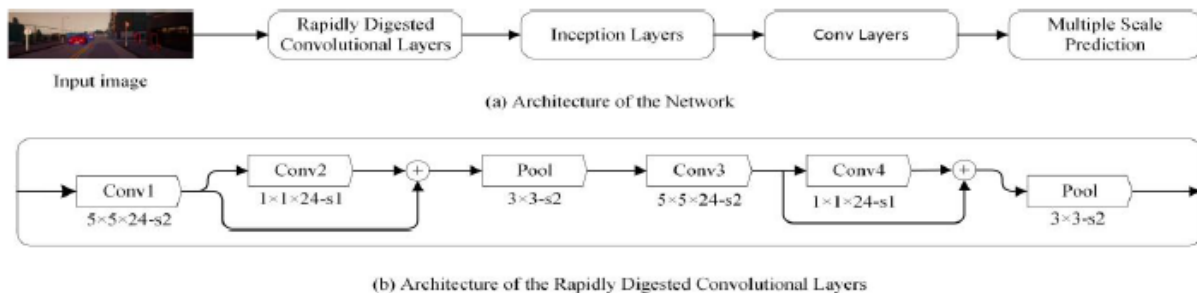 Rapidly Digested
Convolutional Layers
Inception Layers
Conv Layers
Multiple Scale
Prediction
Input image
(a) Architecture of the Network
Conv1
5×5×24-s2
Conv2
1×1×24-s1
+
Pool
3×3-s2
Conv3
5×5×24-s2
Conv4
1×1×24-s1
+
Pool
3×3-s2
(b) Architecture of the Rapidly Digested Convolutional Layers